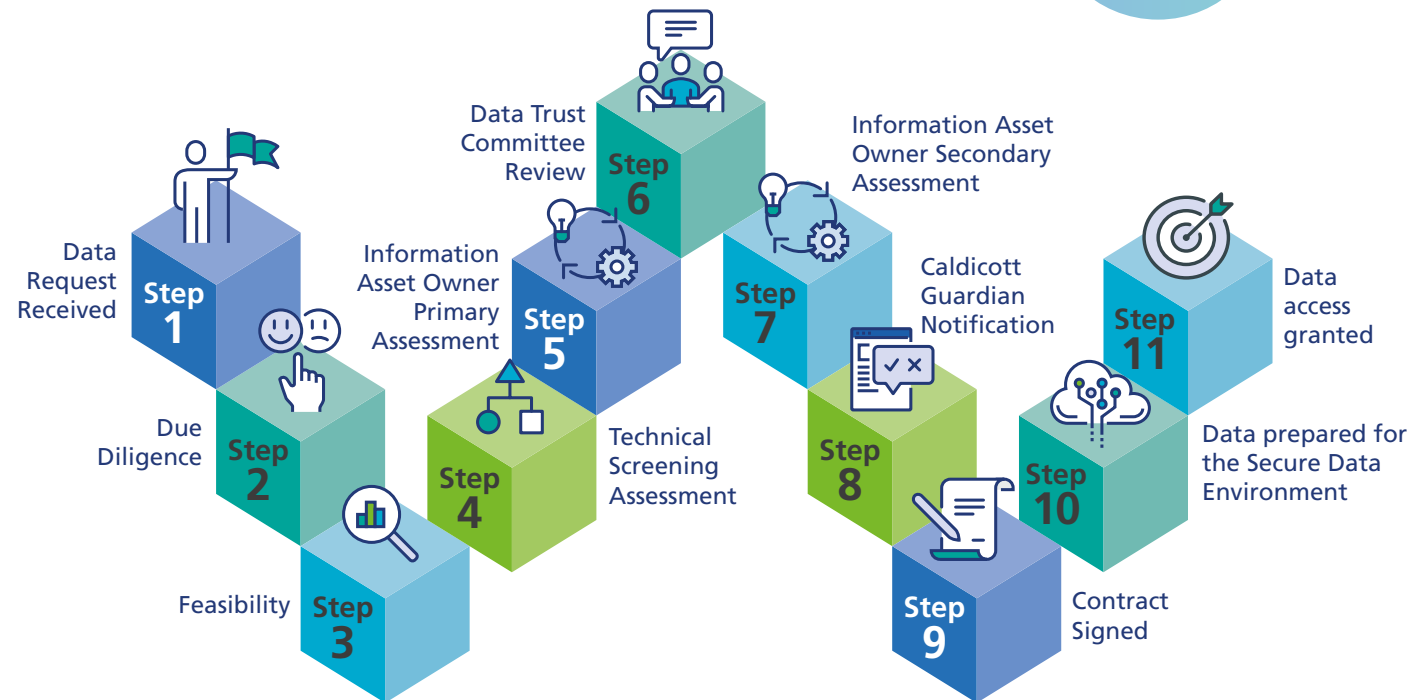 Data
Request
Received
Step
1
Due
Diligence
Step
2
Feasibility
Step
3
Step
4
Technical
Screening
Assessment
Information
Asset Owner
Primary
Assessment
Step
5
Data Trust
Committee
Review
Step
6
Information Asset
Owner Secondary
Assessment
Step
7
Caldicott
Guardian
Notification
Step
8
Step
9
Contract
Signed
Step
10
Data prepared for
the Secure Data
Environment
Step
11
Data
access
granted